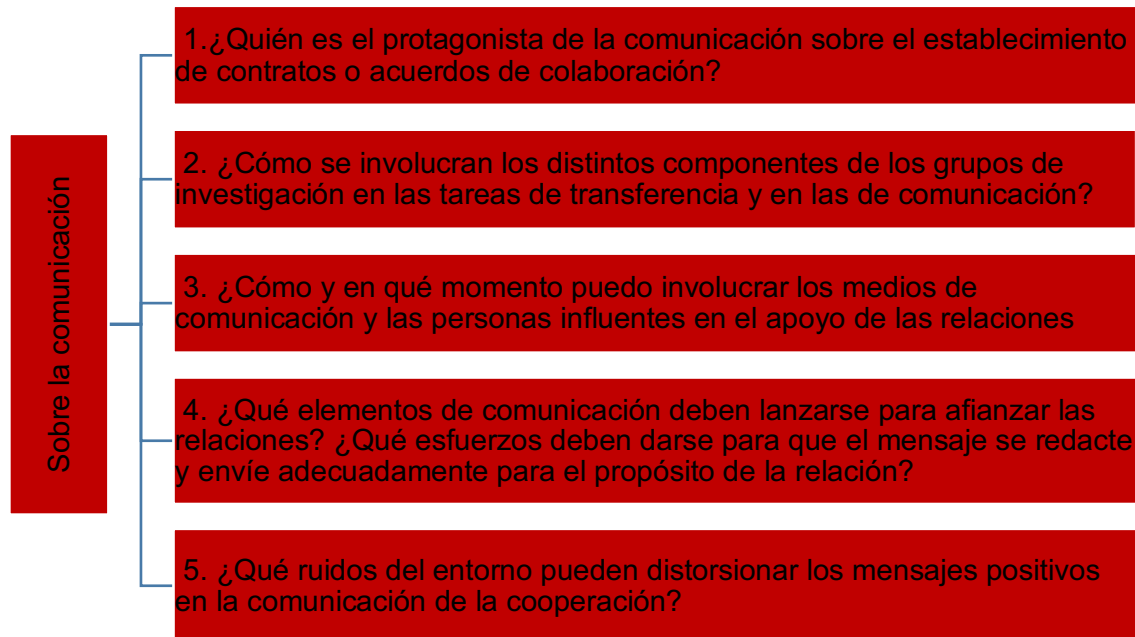 Sobre la comunicación
1.¿Quién es el protagonista de la comunicación sobre el establecimiento
de contratos o acuerdos de colaboración?
2. ¿Cómo se involucran los distintos componentes de los grupos de
investigación en las tareas de transferencia y en las de comunicación?
3. ¿Cómo y en qué momento puedo involucrar los medios de
comunicación y las personas influentes en el apoyo de las relaciones
4. ¿Qué elementos de comunicación deben lanzarse para afianzar las
relaciones? ¿Qué esfuerzos deben darse para que el mensaje se redacte
y envíe adecuadamente para el propósito de la relación?
5. ¿Qué ruidos del entorno pueden distorsionar los mensajes positivos
en la comunicación de la cooperación?